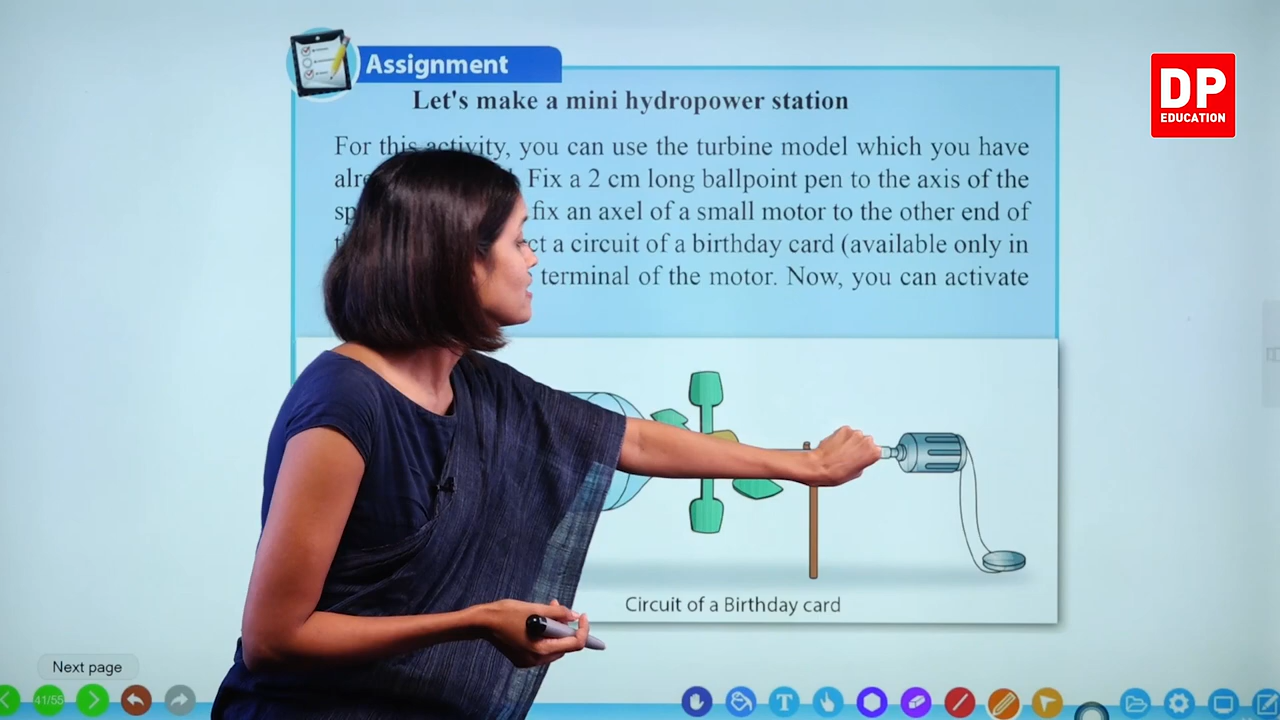 Assignment
DP
EDUCATION
Let's make a mini hydropower station
For this activity, you can use the turbine model which you have
Fix a 2 cm long ballpoint pen to the axis of the
fix an axel of a small motor to the other end of
a circuit of a birthday card (available only in
terminal of the motor. Now, you can activate
Circuit of a Birthday card
Next page
41/55
T